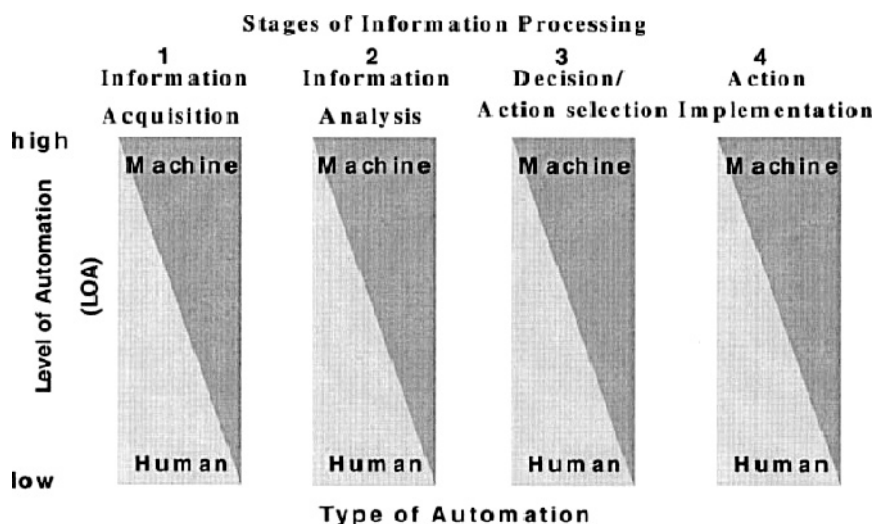 Stages of Information Processing
1 2 3 4
Information Information Decision/ Action
Acquisition Analysis Action selection Implementation
high
Machine Machine Machine Machine
Level of Automation
(LOA)
Human Human Human Human
low
Type of Automation